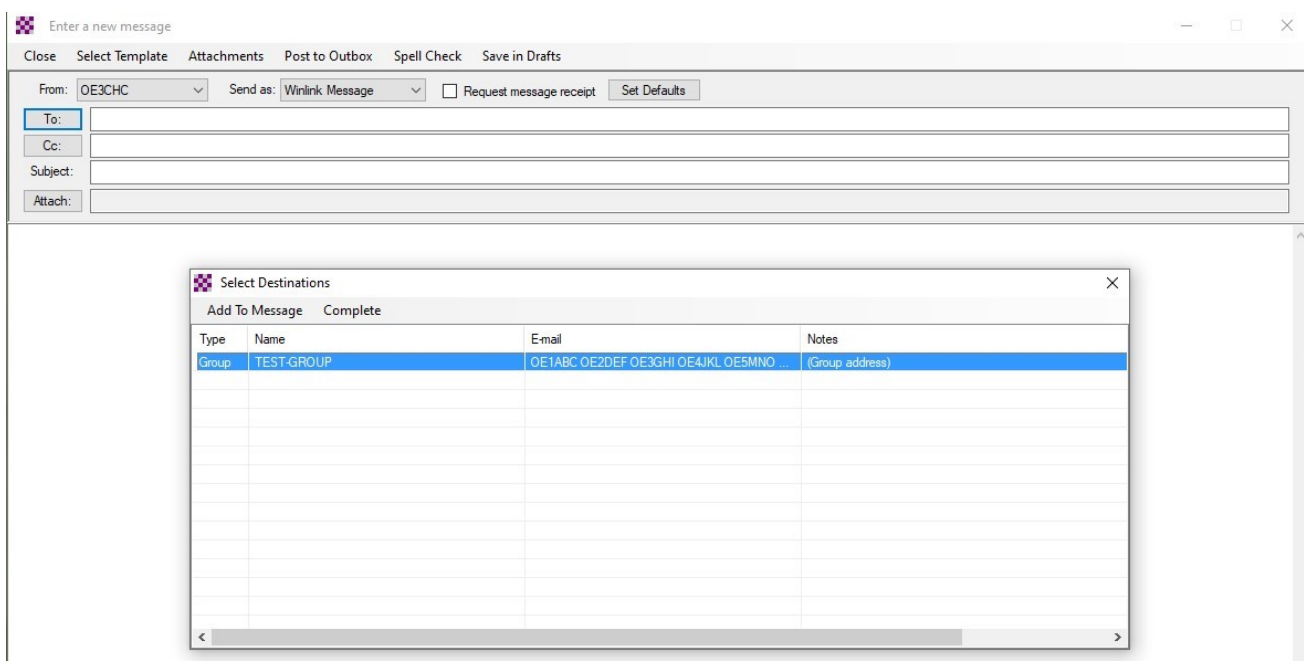 Enter a new message
Close Select Template Attachments Post to Outbox Spell Check Save in Drafts
From: OE3CHC Send as: Winlink Message Request message receipt Set Defaults
To:
Cc:
Subject:
Attach:
Select Destinations
Add To Message Complete
Type Name E-mail Notes
Group TEST-GROUP OE1ABC OE2DEF OE3GHI OE4JKL OE5MNO ... (Group address)